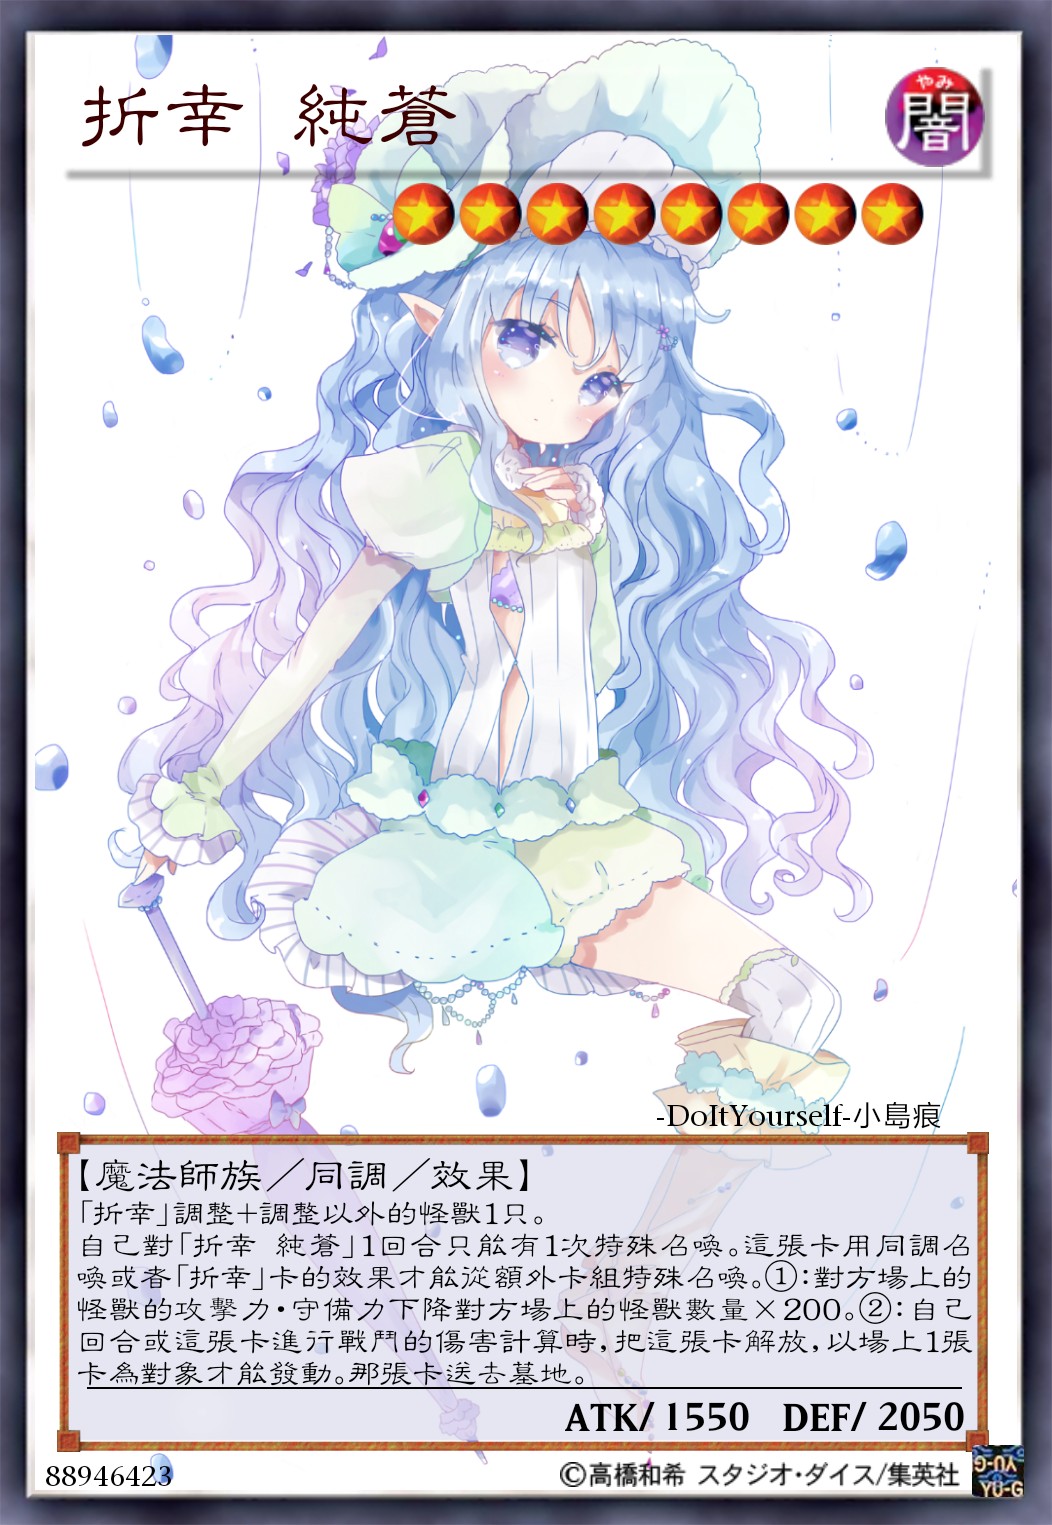 折幸 純蒼
やみ
闇
-DoItYourself-小島痕
【魔法師族／同調／效果】
「折幸」調整＋調整以外的怪獸1只。
自己對「折幸 純蒼」1回合只能有1次特殊召喚。這張卡用同調召
喚或者「折幸」卡的效果才能從額外卡組特殊召喚。①：對方場上的
怪獸的攻擊力·守備力下降對方場上的怪獸數量×200。②：自己
回合或這張卡進行戰鬥的傷害計算時，把這張卡解放，以場上1張
卡為對象才能發動。那張卡送去墓地。
ATK/ 1550 DEF/ 2050
88946423
©高橋和希 スタジオ・ダイス/集英社